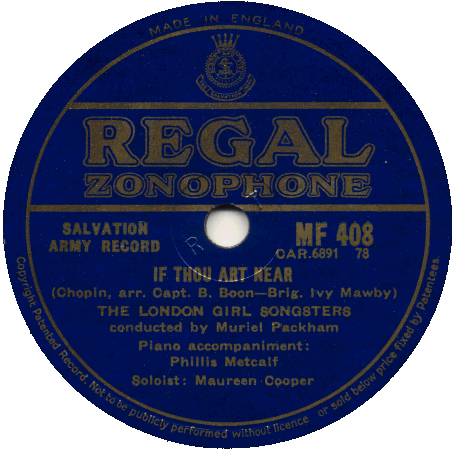 MADE IN ENGLAND
REGAL
ZONOPHONE
SALVATION
ARMY RECORD
MF 408
CAR.6891 78
R
IF THOU ART NEAR
(Chopin, arr. Capt. B. Boon—Brig. Ivy Mawby)
THE LONDON GIRL SONGSTERS
conducted by Muriel Packham
Piano accompaniment:
Phillis Metcalf
Soloist: Maureen Cooper
Copyright Patented Record. Not to be publicly performed without licence or sold below price fixed by Patentees.